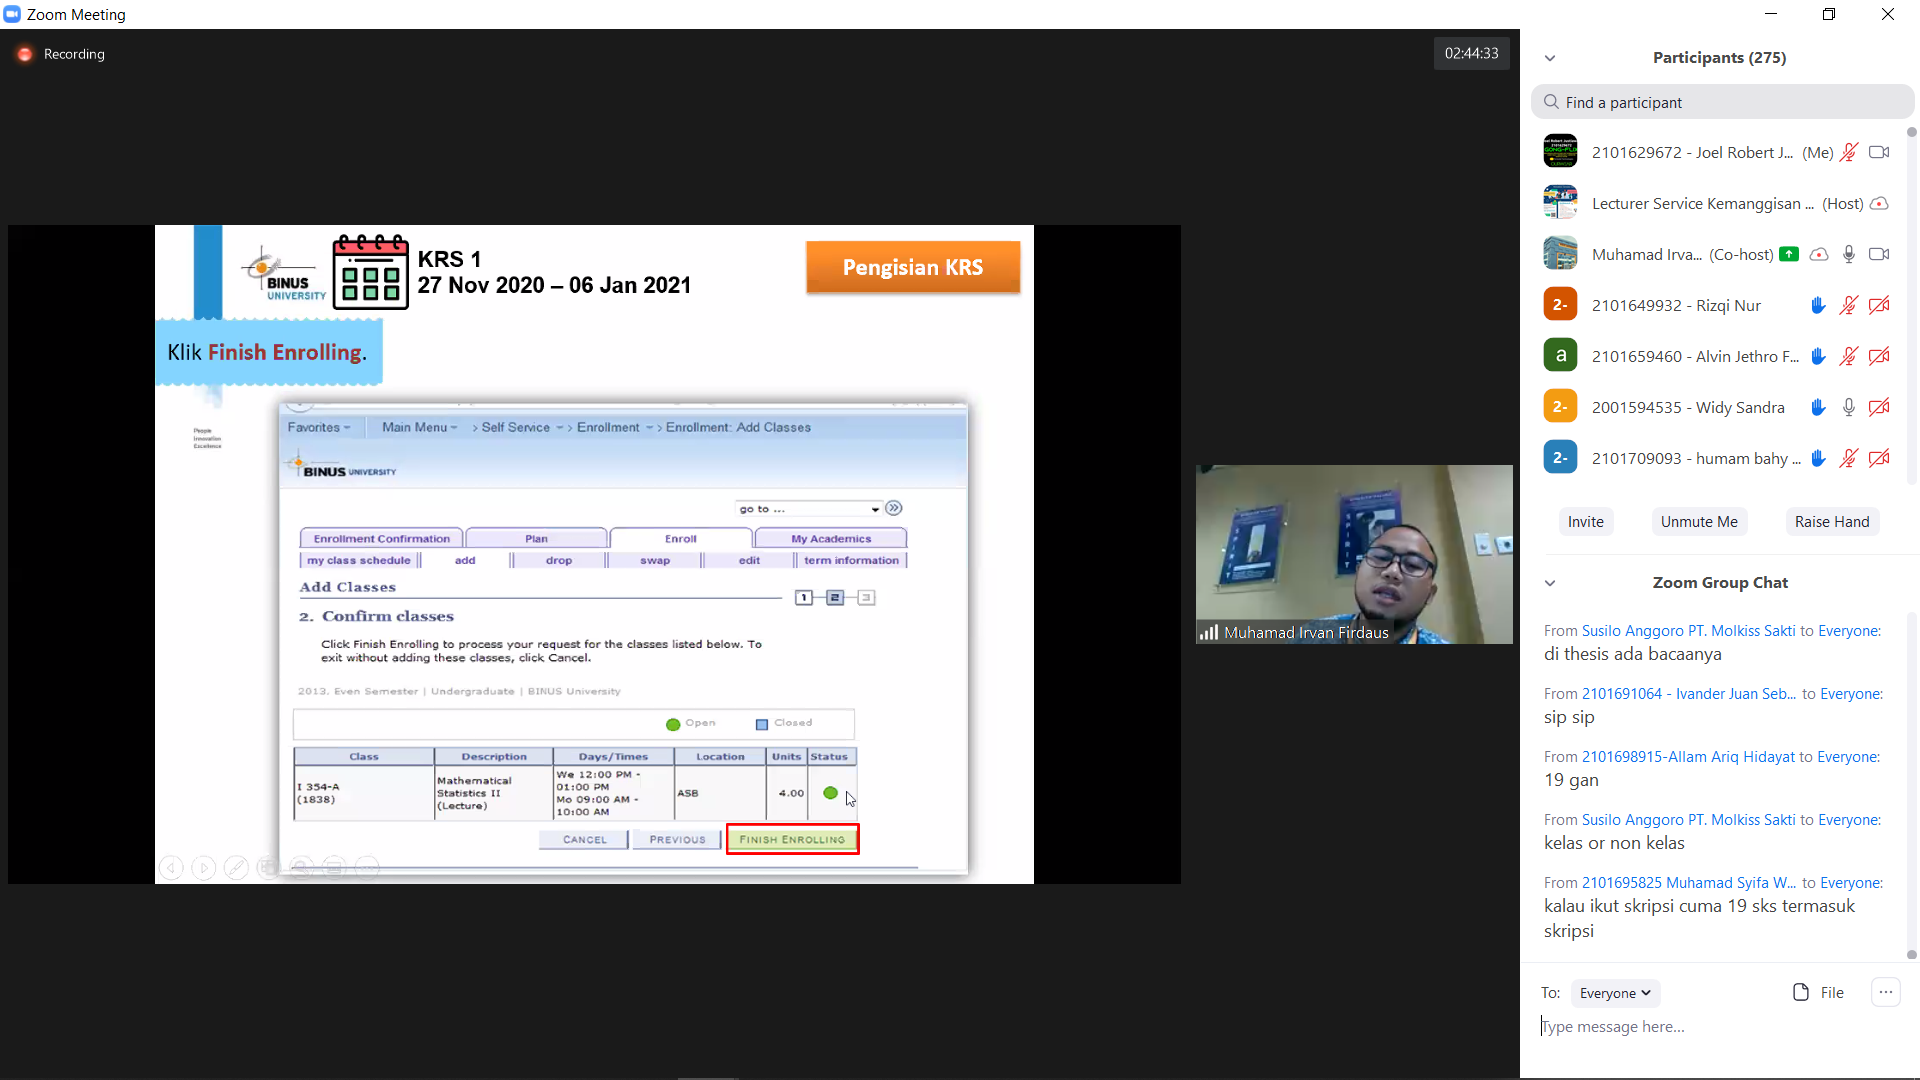 Zoom Meeting
Recording
02:44:33
BINUS
UNIVERSITY
KRS 1
27 Nov 2020 – 06 Jan 2021
Pengisian KRS
Klik Finish Enrolling.
People
Innovation
Excellence
Favorites
Main Menu > Self Service > Enrollment > Enrollment: Add Classes
BINUS UNIVERSITY
go to ...
Enrollment Confirmation
Plan
Enroll
My Academics
my class schedule
add
drop
swap
edit
term information
Add Classes
1 2 3
2. Confirm classes
Click Finish Enrolling to process your request for the classes listed below. To
exit without adding these classes, click Cancel.
2013. Even Semester | Undergraduate | BINUS University
Open
Closed
Class Description Days/Times Location Units Status
I 354-A
(1838)
Mathematical
Statistics II
(Lecture)
We 12:00 PM -
01:00 PM
Mo 09:00 AM -
10:00 AM
ASB
4.00
CANCEL
PREVIOUS
FINISH ENROLLING
SPIRIT
Muhamad Irvan Firdaus
Participants (275)
Find a participant
2101629672 - Joel Robert J... (Me)
Lecturer Service Kemanggisan ... (Host)
Muhamad Irva... (Co-host)
2-
2101649932 - Rizqi Nur
a
2101659460 - Alvin Jethro F...
2-
2001594535 - Widy Sandra
2-
2101709093 - humam bahy ...
Invite
Unmute Me
Raise Hand
Zoom Group Chat
From Susilo Anggoro PT. Molkiss Sakti to Everyone:
di thesis ada bacaanya
From 2101691064 - Ivander Juan Seb... to Everyone:
sip sip
From 2101698915-Allam Ariq Hidayat to Everyone:
19 gan
From Susilo Anggoro PT. Molkiss Sakti to Everyone:
kelas or non kelas
From 2101695825 Muhamad Syifa W... to Everyone:
kalau ikut skripsi cuma 19 sks termasuk
skripsi
To: Everyone
File
...
Type message here...